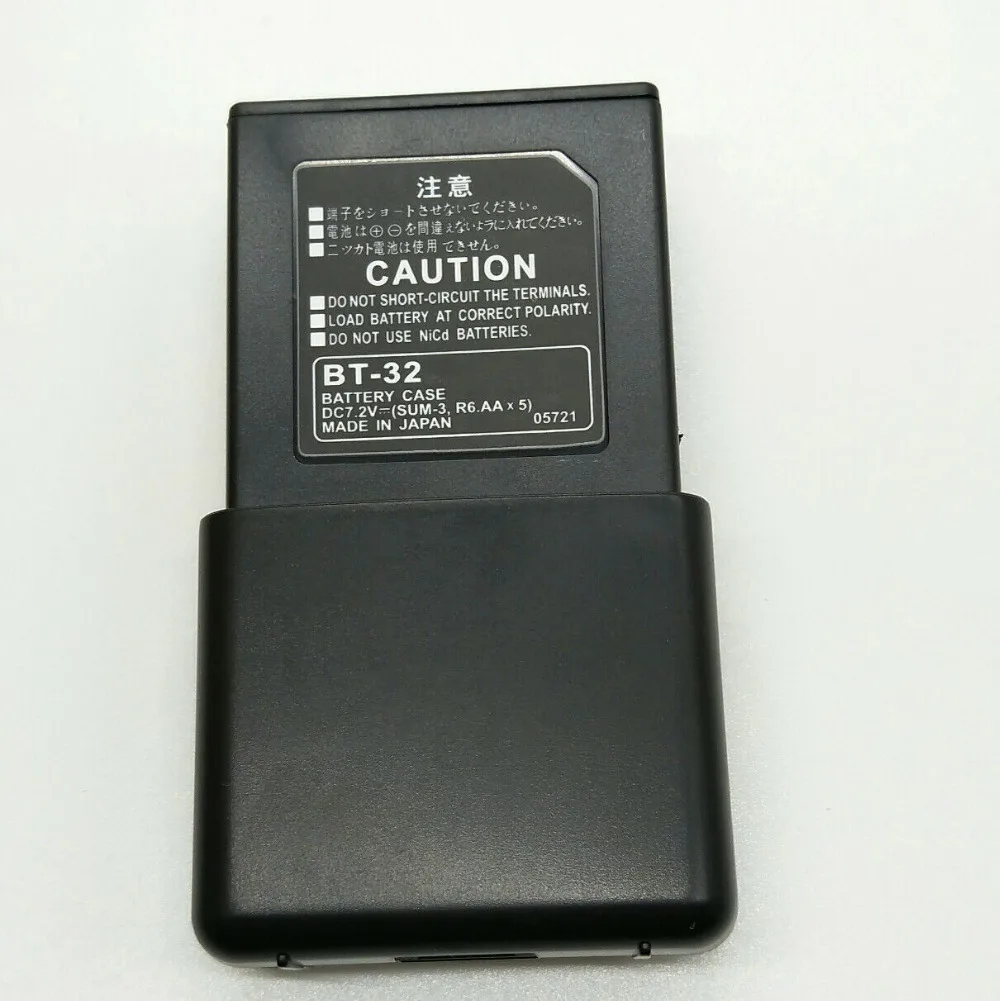 注意
端子をショートさせないでください。
電池は⊕⊖を間違えないように入れてください。
ニッカト電池は使用できせん。
CAUTION
DO NOT SHORT-CIRCUIT THE TERMINALS.
LOAD BATTERY AT CORRECT POLARITY.
DO NOT USE NiCd BATTERIES.
BT-32
BATTERY CASE
DC7.2V⎓(SUM-3, R6.AA x 5)
MADE IN JAPAN 05721